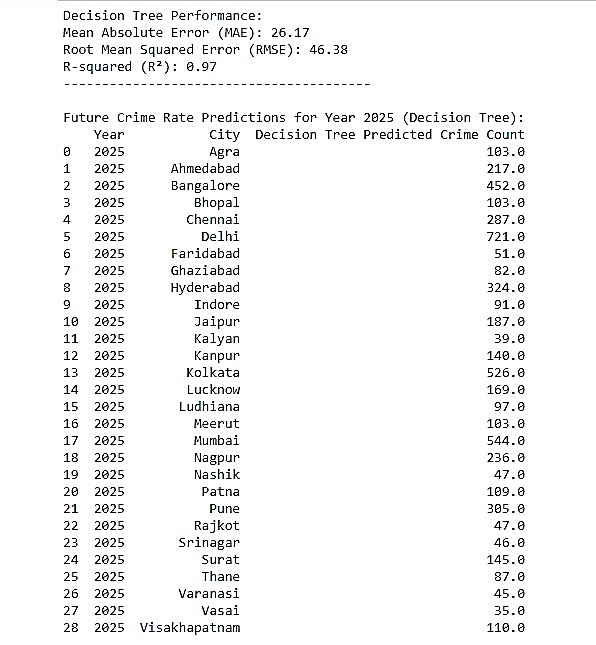 Decision Tree Performance:
Mean Absolute Error (MAE): 26.17
Root Mean Squared Error (RMSE): 46.38
R-squared (R²): 0.97
----------------------------------------
Future Crime Rate Predictions for Year 2025 (Decision Tree):
Year City Decision Tree Predicted Crime Count
0 2025 Agra 103.0
1 2025 Ahmedabad 217.0
2 2025 Bangalore 452.0
3 2025 Bhopal 103.0
4 2025 Chennai 287.0
5 2025 Delhi 721.0
6 2025 Faridabad 51.0
7 2025 Ghaziabad 82.0
8 2025 Hyderabad 324.0
9 2025 Indore 91.0
10 2025 Jaipur 187.0
11 2025 Kalyan 39.0
12 2025 Kanpur 140.0
13 2025 Kolkata 526.0
14 2025 Lucknow 169.0
15 2025 Ludhiana 97.0
16 2025 Meerut 103.0
17 2025 Mumbai 544.0
18 2025 Nagpur 236.0
19 2025 Nashik 47.0
20 2025 Patna 109.0
21 2025 Pune 305.0
22 2025 Rajkot 47.0
23 2025 Srinagar 46.0
24 2025 Surat 145.0
25 2025 Thane 87.0
26 2025 Varanasi 45.0
27 2025 Vasai 35.0
28 2025 Visakhapatnam 110.0